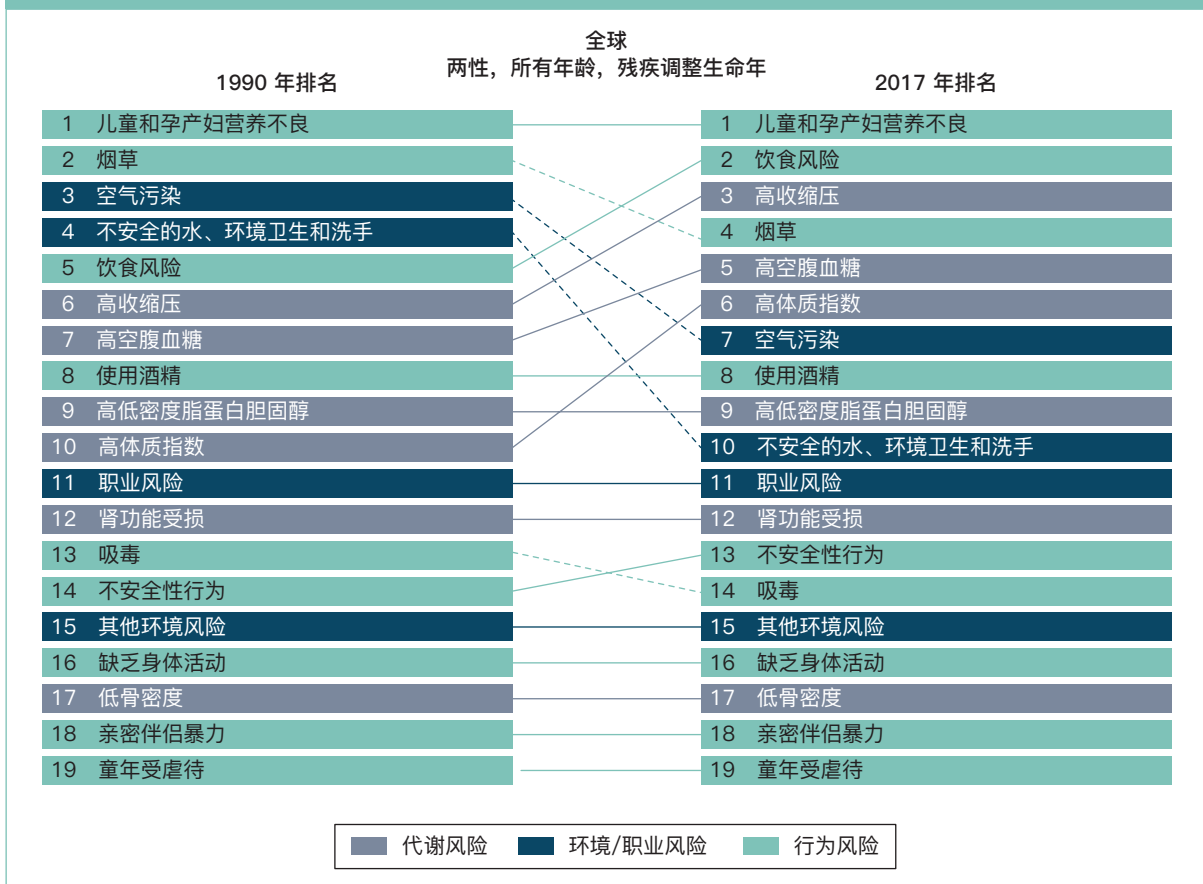 全球
两性，所有年龄，残疾调整生命年
1990 年排名
2017 年排名
1 儿童和孕产妇营养不良
2 烟草
3 空气污染
4 不安全的水、环境卫生和洗手
5 饮食风险
6 高收缩压
7 高空腹血糖
8 使用酒精
9 高低密度脂蛋白胆固醇
10 高体质指数
11 职业风险
12 肾功能受损
13 吸毒
14 不安全性行为
15 其他环境风险
16 缺乏身体活动
17 低骨密度
18 亲密伴侣暴力
19 童年受虐待
1 儿童和孕产妇营养不良
2 饮食风险
3 高收缩压
4 烟草
5 高空腹血糖
6 高体质指数
7 空气污染
8 使用酒精
9 高低密度脂蛋白胆固醇
10 不安全的水、环境卫生和洗手
11 职业风险
12 肾功能受损
13 不安全性行为
14 吸毒
15 其他环境风险
16 缺乏身体活动
17 低骨密度
18 亲密伴侣暴力
19 童年受虐待
代谢风险 环境/职业风险 行为风险